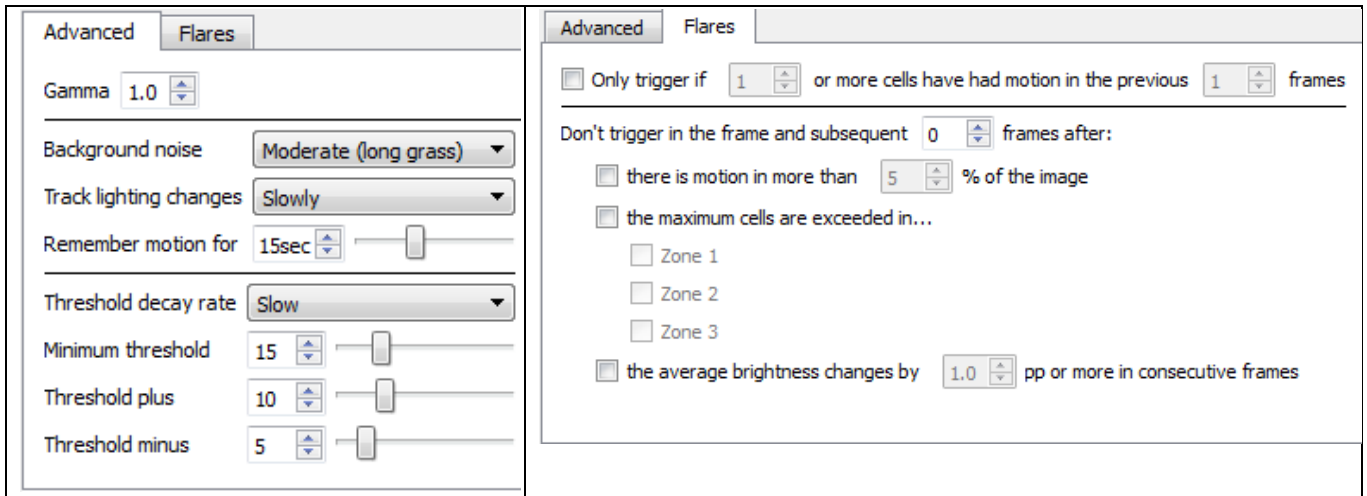 Advanced Flares
Gamma 1.0
Background noise Moderate (long grass)
Track lighting changes Slowly
Remember motion for 15sec
Threshold decay rate Slow
Minimum threshold 15
Threshold plus 10
Threshold minus 5
Advanced Flares
Only trigger if 1 or more cells have had motion in the previous 1 frames
Don't trigger in the frame and subsequent 0 frames after:
there is motion in more than 5 % of the image
the maximum cells are exceeded in...
Zone 1
Zone 2
Zone 3
the average brightness changes by 1.0 pp or more in consecutive frames